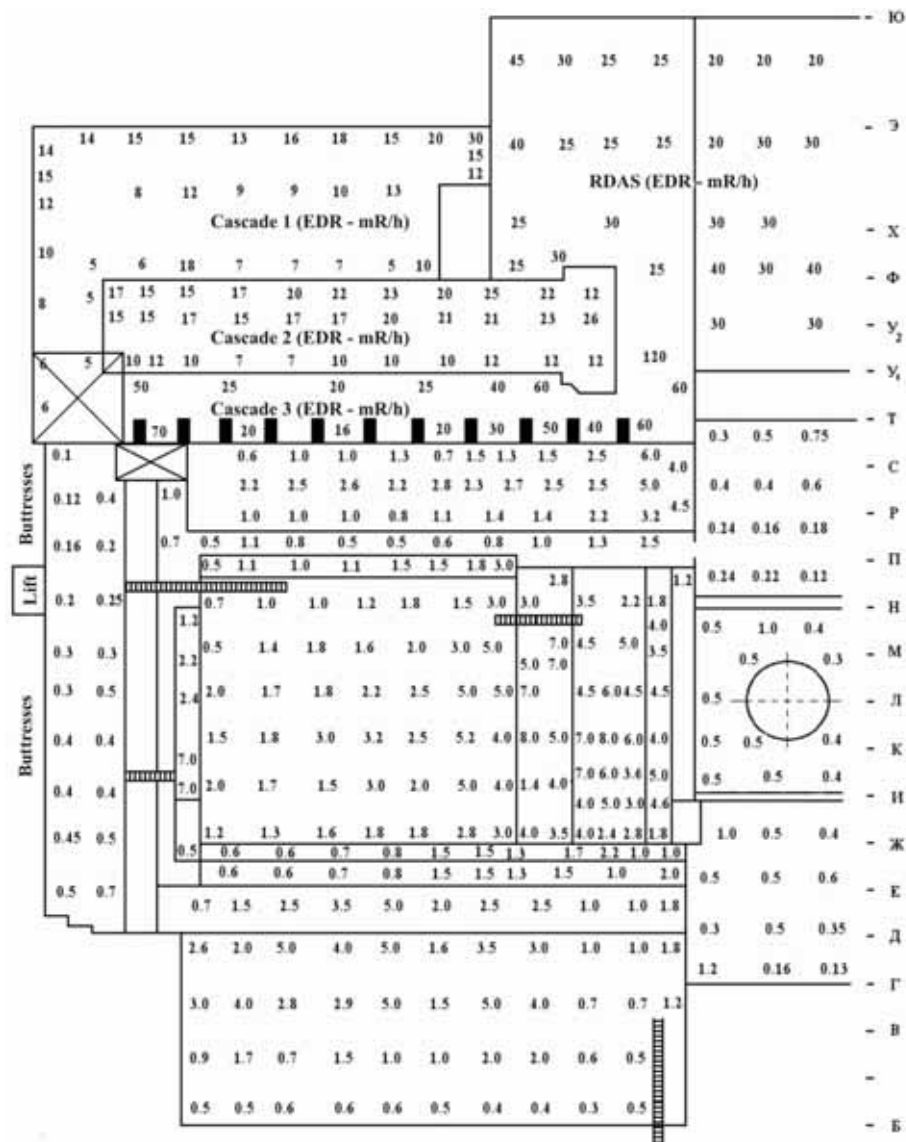 - Ю
45 30 25 25 20 20 20
14 14 15 15 13 16 18 15 20 30 - Э
15 40 25 25 25 20 30 30
15 12
12 8 12 9 9 10 13 RDAS (EDR - mR/h)
Cascade 1 (EDR - mR/h) 25 30 30 30 - Х
10 5 6 18 7 7 7 5 10 25 30 25 40 30 40 - Ф
8 5 17 15 15 17 20 22 23 20 25 22 12
15 15 17 15 17 17 20 21 21 23 26 30 30 - У2
Cascade 2 (EDR - mR/h)
6 5 10 12 10 7 7 10 10 10 12 12 12 120 - У1
50 25 20 25 40 60 60
6 Cascade 3 (EDR - mR/h)
70 20 16 20 30 50 40 60 - Т
0.3 0.5 0.75
0.1 0.6 1.0 1.0 1.3 0.7 1.5 1.3 1.5 2.5 6.0 4.0 - С
Buttresses
0.12 0.4 1.0 2.2 2.5 2.6 2.2 2.8 2.3 2.7 2.5 2.5 5.0 4.5 0.4 0.4 0.6
1.0 1.0 1.0 0.8 1.1 1.4 1.4 2.2 3.2 - Р
0.14 0.16 0.18
0.16 0.2 0.7 0.5 1.1 0.8 0.5 0.5 0.6 0.8 1.0 1.3 2.5
0.5 1.1 1.0 1.1 1.5 1.5 1.8 3.0 - П
2.8 1.2 0.24 0.22 0.12
Lift
0.2 0.25 0.7 1.0 1.0 1.2 1.8 1.5 3.0 3.0 3.5 2.2 1.8 - Н
1.2 4.0 0.5 1.0 0.4
0.5 1.4 1.8 1.6 2.0 3.0 5.0 7.0 4.5 5.0 3.5
0.3 0.3 2.2 5.0 7.0 0.5 0.3 - М
0.3 0.5 2.4 2.0 1.7 1.8 2.2 2.5 5.0 5.0 7.0 4.5 6.0 4.5 4.5 0.5 - Л
Buttresses
0.4 0.4 1.5 1.8 3.0 3.2 2.5 5.2 4.0 8.0 5.0 7.0 8.0 6.0 4.0 0.5 0.5 0.4 - К
7.0 6.0 3.6 5.0 0.5 0.5 0.4
0.4 0.4 7.0 2.0 1.7 1.5 3.0 2.0 5.0 4.0 1.4 4.0 - И
4.0 5.0 3.0 4.6
0.45 0.5 1.2 1.3 1.6 1.8 1.8 2.8 3.0 4.0 3.5 4.0 2.4 2.8 1.8 1.0 0.5 0.4 - Ж
0.5 0.6 0.6 0.7 0.8 1.5 1.5 1.3 1.7 2.2 1.0 1.0
0.6 0.6 0.7 0.8 1.5 1.5 1.3 1.5 1.0 2.0 0.5 0.5 0.6
0.5 0.7 - Е
0.7 1.5 2.5 3.5 5.0 2.0 2.5 2.5 1.0 1.0 1.8
0.3 0.5 0.35 - Д
2.6 2.0 5.0 4.0 5.0 1.6 3.5 3.0 1.0 1.0 1.8
1.2 0.16 0.13 - Г
3.0 4.0 2.8 2.9 5.0 1.5 5.0 4.0 0.7 0.7 1.2
- В
0.9 1.7 0.7 1.5 1.0 1.0 2.0 2.0 0.6 0.5
0.5 0.5 0.6 0.6 0.6 0.5 0.4 0.4 0.3 0.5
- Б